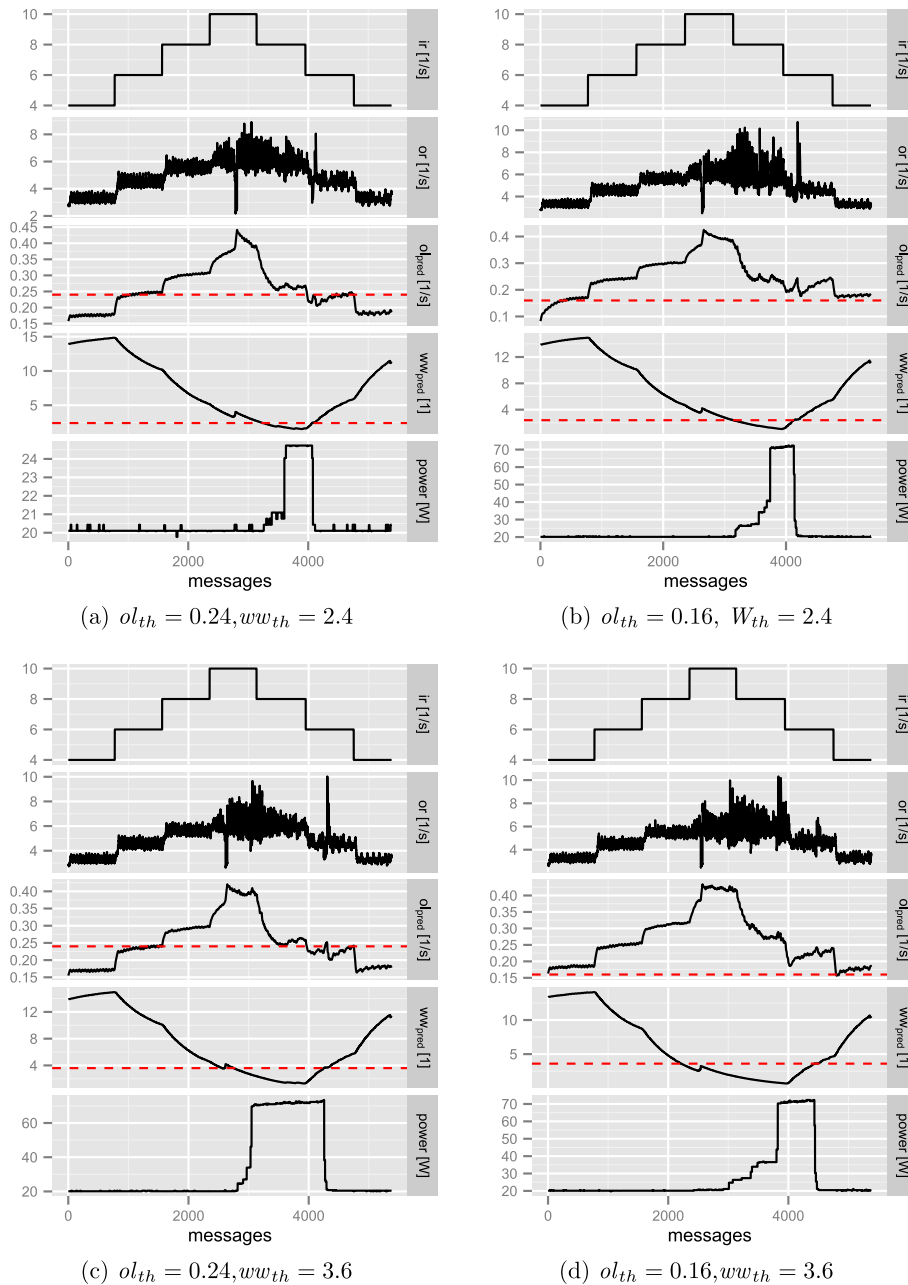 10
8
6
4
ir [1/s]
8
6
4
2
or [1/s]
0.45
0.40
0.35
0.30
0.25
0.20
0.15
ol_pred [1/s]
15
10
5
ww_pred [1]
24
23
22
21
20
power [W]
0 2000 4000
messages
(a) ol_th = 0.24,ww_th = 2.4
10
8
6
4
ir [1/s]
10
8
6
4
or [1/s]
0.4
0.3
0.2
0.1
ol_pred [1/s]
12
8
4
ww_pred [1]
70
60
50
40
30
20
power [W]
0 2000 4000
messages
(b) ol_th = 0.16, W_th = 2.4
10
8
6
4
ir [1/s]
10
8
6
4
or [1/s]
0.40
0.35
0.30
0.25
0.20
0.15
ol_pred [1/s]
12
8
4
ww_pred [1]
60
40
20
power [W]
0 2000 4000
messages
(c) ol_th = 0.24,ww_th = 3.6
10
8
6
4
ir [1/s]
10
8
6
4
or [1/s]
0.40
0.35
0.30
0.25
0.20
0.15
ol_pred [1/s]
10
5
ww_pred [1]
70
60
50
40
30
20
power [W]
0 2000 4000
messages
(d) ol_th = 0.16,ww_th = 3.6